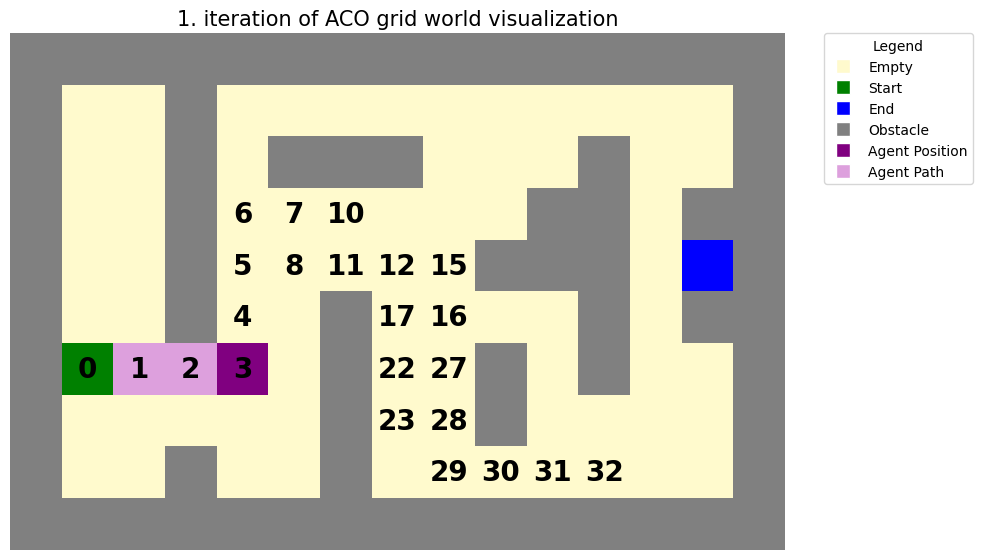 1. iteration of ACO grid world visualization
Legend
Empty
Start
End
Obstacle
Agent Position
Agent Path
6 7 10
5 8 11 12 15
4 17 16
0 1 2 3 22 27
23 28
29 30 31 32